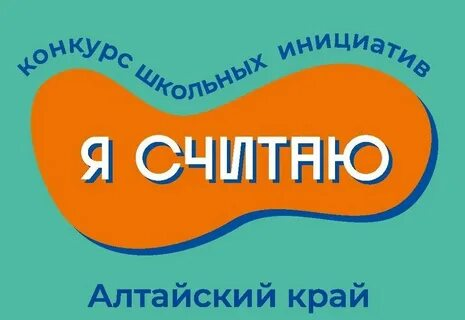 конкурс школьных инициатив
Я СЧИТАЮ
Алтайский край